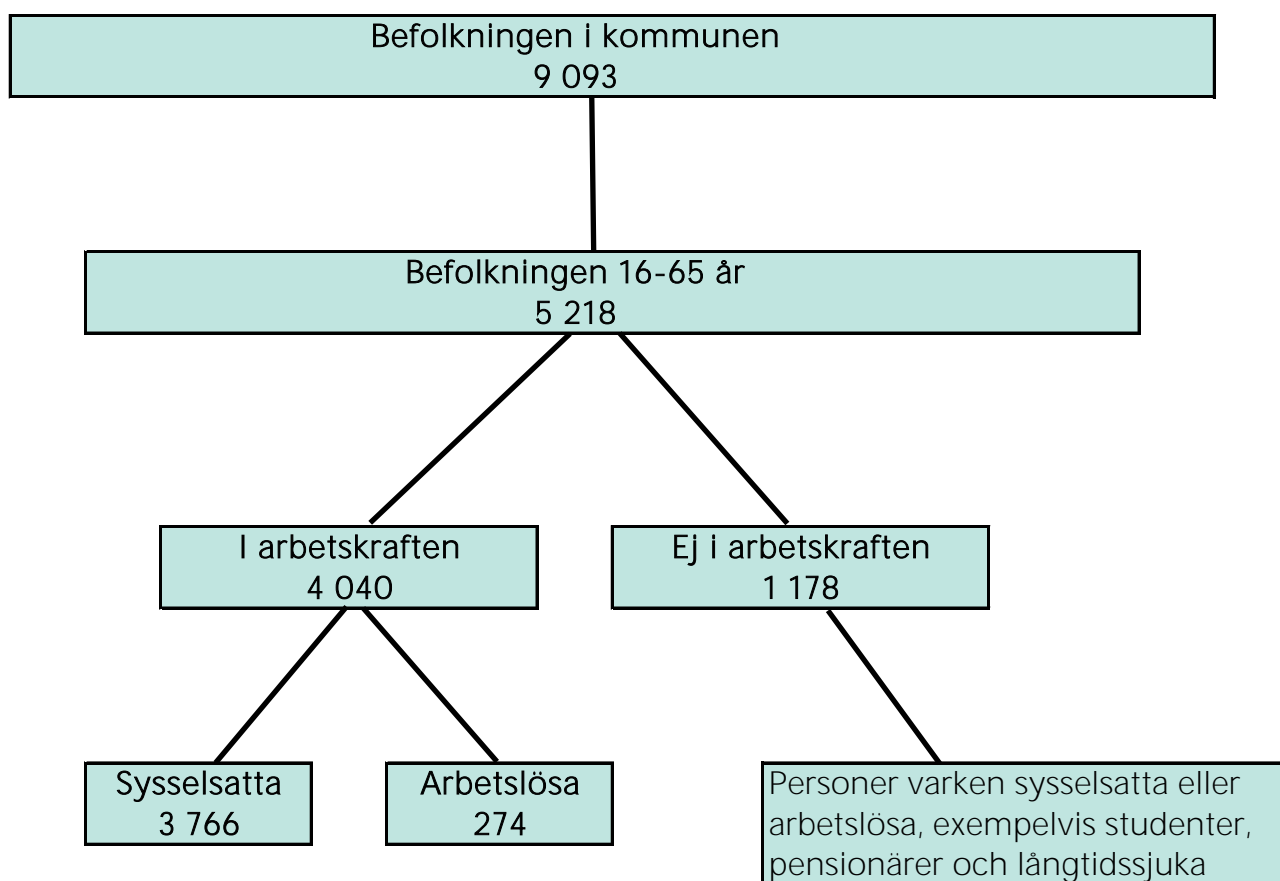 Befolkningen i kommunen
9 093
Befolkningen 16-65 år
5 218
I arbetskraften
4 040
Ej i arbetskraften
1 178
Sysselsatta
3 766
Arbetslösa
274
Personer varken sysselsatta eller
arbetslösa, exempelvis studenter,
pensionärer och långtidssjuka